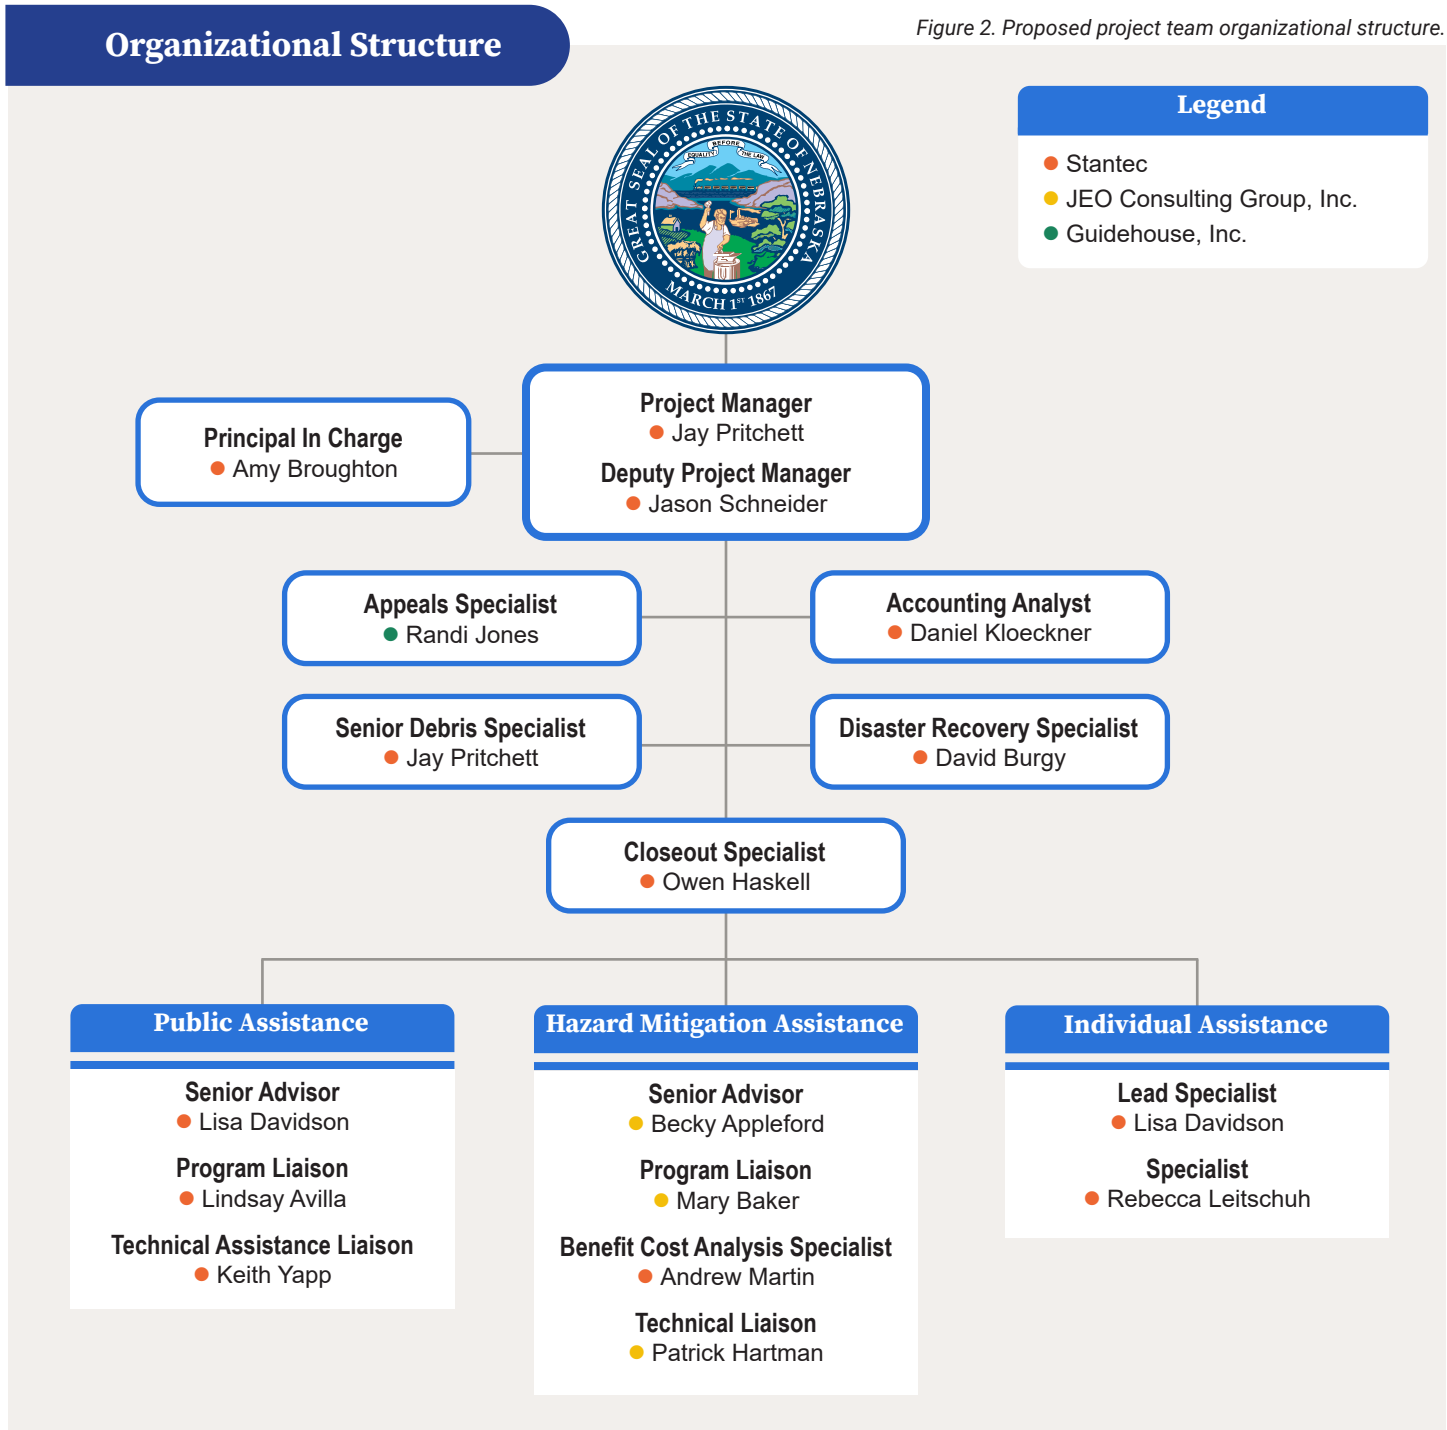 Organizational Structure
Figure 2. Proposed project team organizational structure.
GREAT SEAL OF THE STATE OF NEBRASKA
EQUALITY BEFORE THE LAW
MARCH 1ST 1867
Legend
Stantec
JEO Consulting Group, Inc.
Guidehouse, Inc.
Principal In Charge
Amy Broughton
Project Manager
Jay Pritchett
Deputy Project Manager
Jason Schneider
Appeals Specialist
Randi Jones
Accounting Analyst
Daniel Kloeckner
Senior Debris Specialist
Jay Pritchett
Disaster Recovery Specialist
David Burgy
Closeout Specialist
Owen Haskell
Public Assistance
Senior Advisor
Lisa Davidson
Program Liaison
Lindsay Avilla
Technical Assistance Liaison
Keith Yapp
Hazard Mitigation Assistance
Senior Advisor
Becky Appleford
Program Liaison
Mary Baker
Benefit Cost Analysis Specialist
Andrew Martin
Technical Liaison
Patrick Hartman
Individual Assistance
Lead Specialist
Lisa Davidson
Specialist
Rebecca Leitschuh